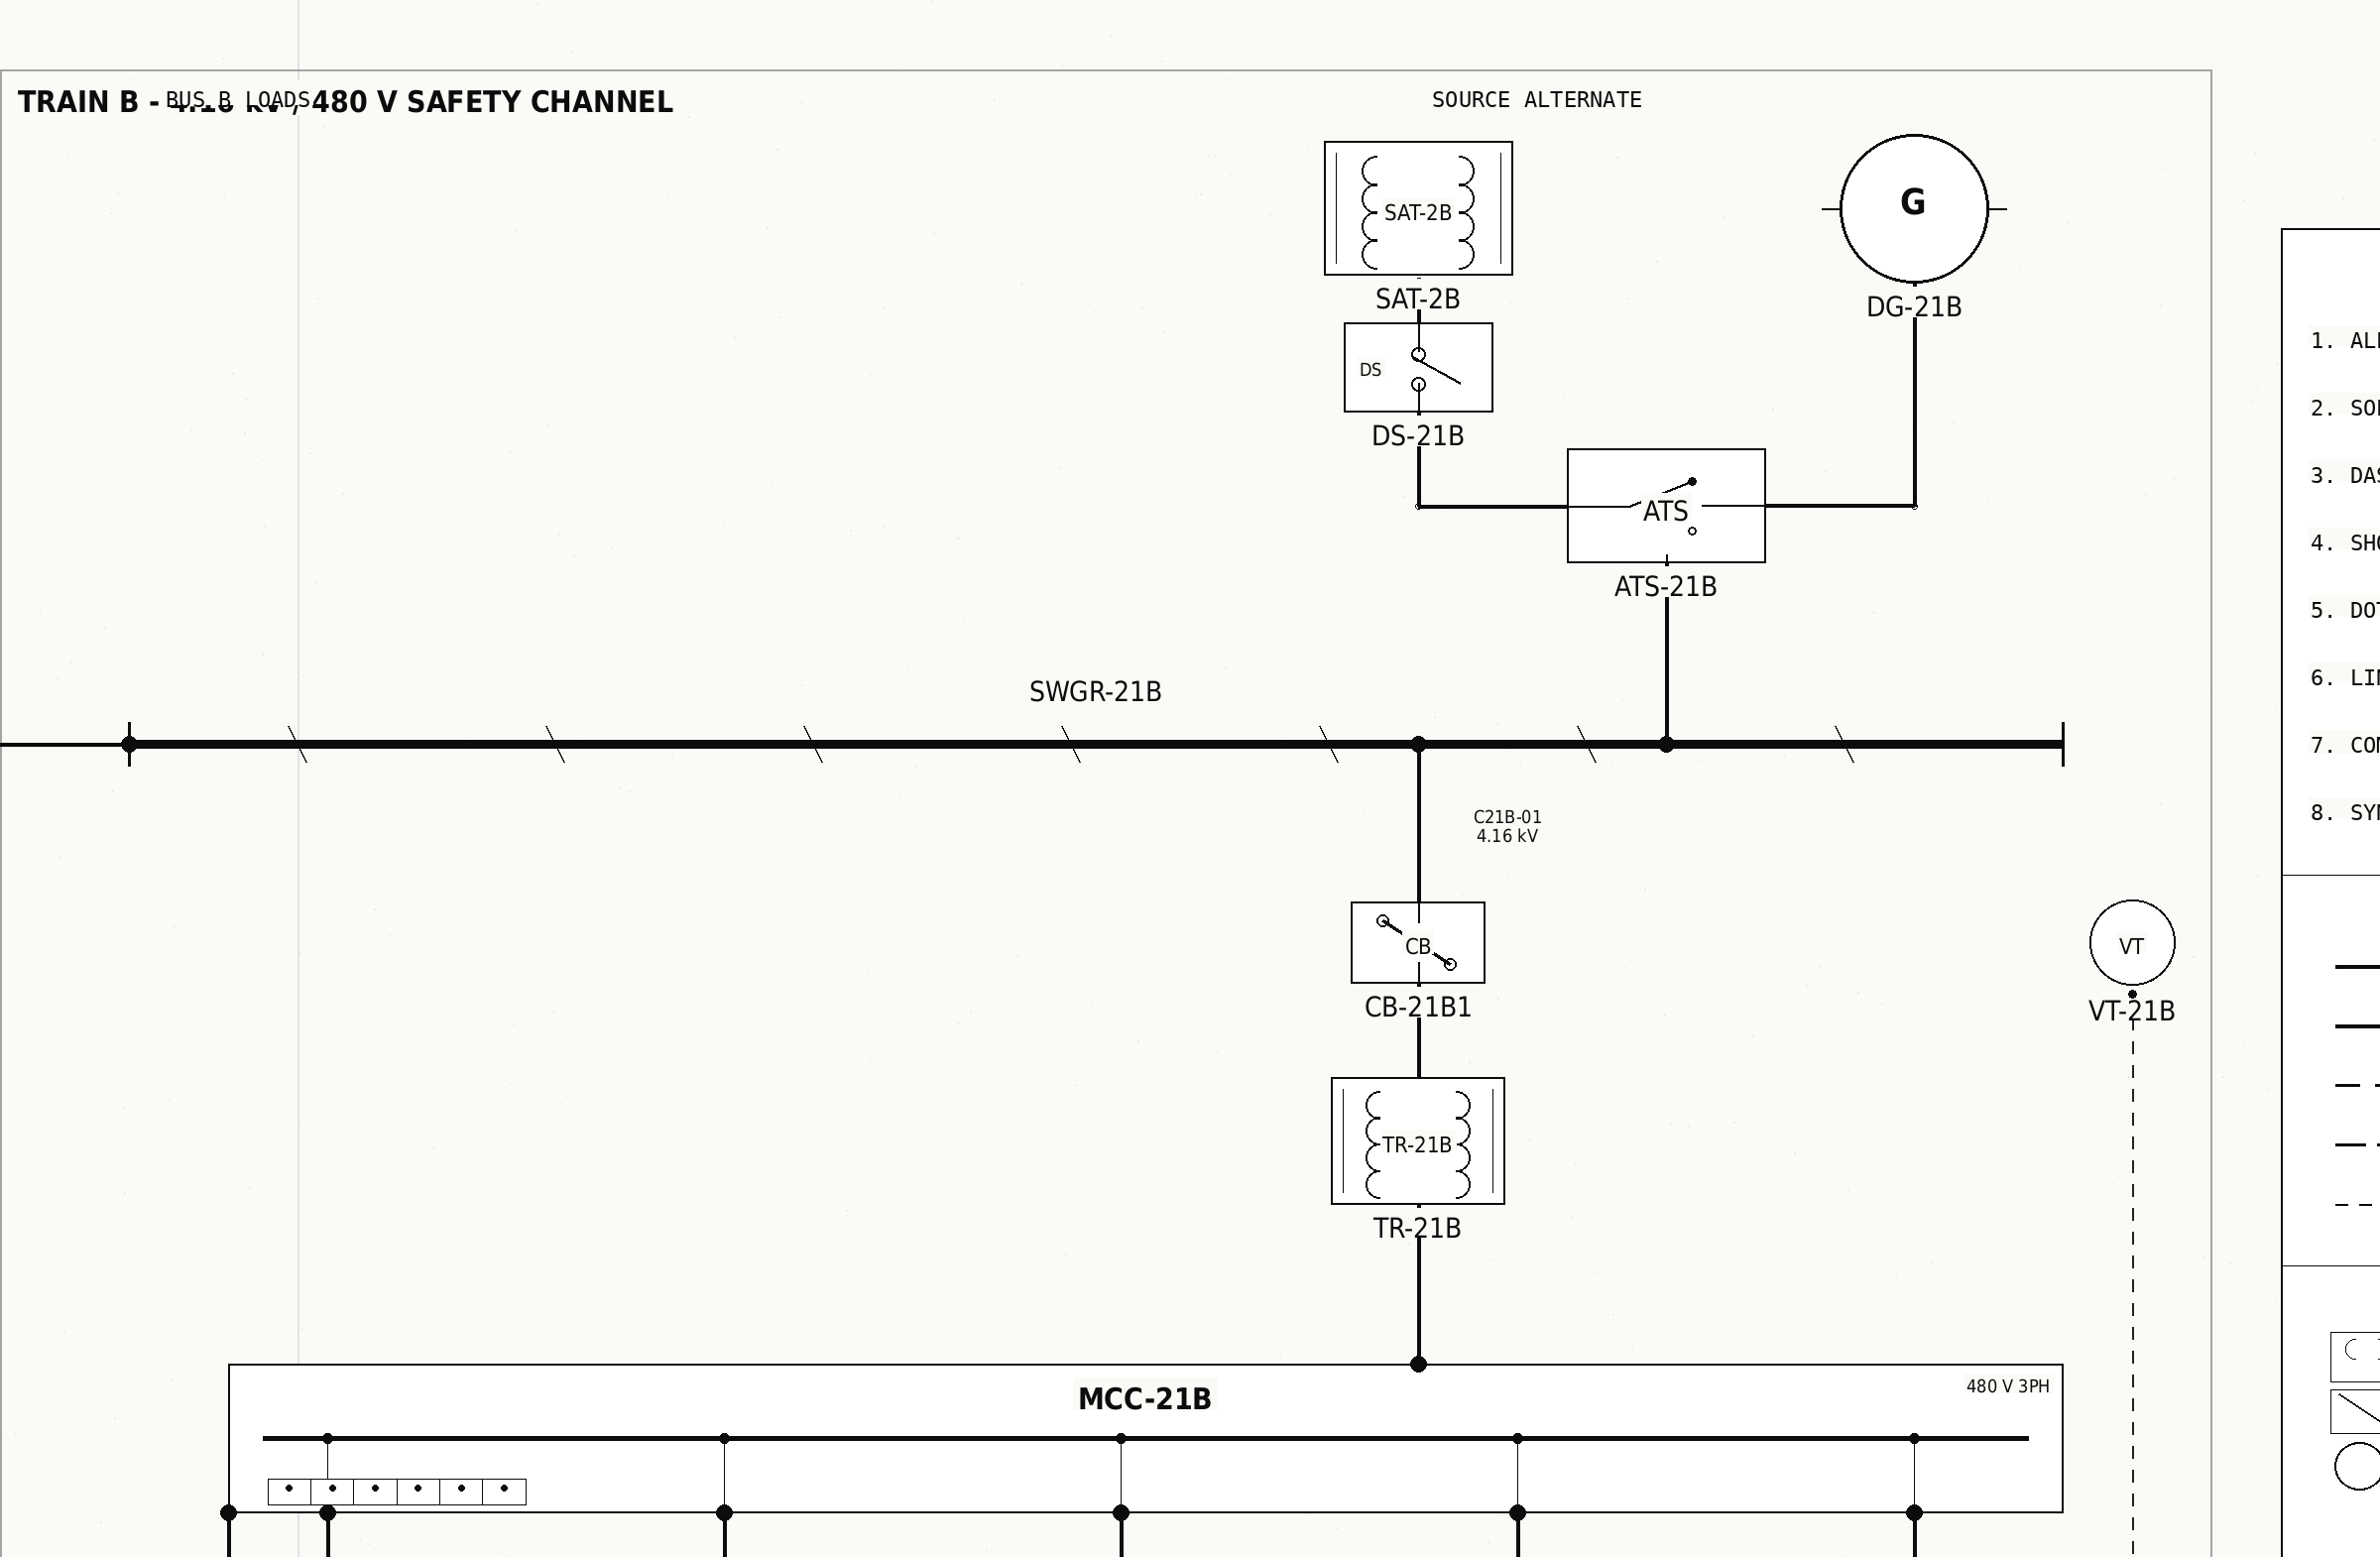 TRAIN B - 480 V SAFETY CHANNEL
BUS B LOADS
SOURCE ALTERNATE
SAT-2B
SAT-2B
G
DG-21B
DS
DS-21B
ATS
ATS-21B
SWGR-21B
C21B-01
4.16 kV
CB
CB-21B1
VT
VT-21B
TR-21B
TR-21B
MCC-21B
480 V 3PH
1.
2.
3.
4.
5.
6.
7.
8.